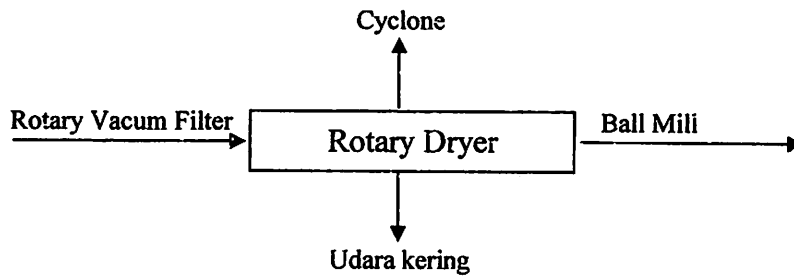 Cyclone
Rotary Vacum Filter
Rotary Dryer
Ball Mili
Udara kering